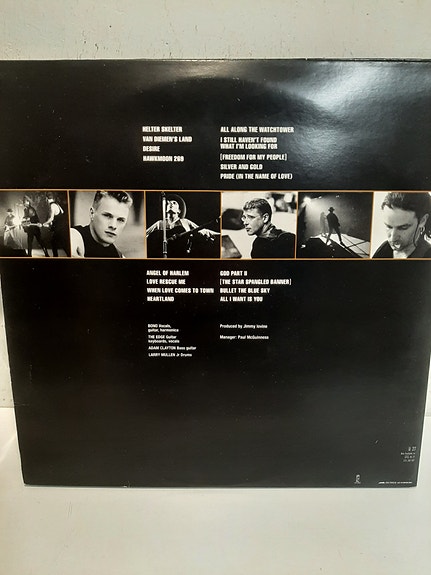 HELTER SKELTER
VAN DIEMEN'S LAND
DESIRE
HAWKMOON 269
ALL ALONG THE WATCHTOWER
I STILL HAVEN'T FOUND
WHAT I'M LOOKING FOR
[FREEDOM FOR MY PEOPLE]
SILVER AND GOLD
PRIDE (IN THE NAME OF LOVE)
ANGEL OF HARLEM
LOVE RESCUE ME
WHEN LOVE COMES TO TOWN
HEARTLAND
GOD PART II
[THE STAR SPANGLED BANNER]
BULLET THE BLUE SKY
ALL I WANT IS YOU
BONO Vocals,
guitar, harmonica
THE EDGE Guitar
keyboards, vocals
ADAM CLAYTON Bass guitar
LARRY MULLEN Jr Drums
Produced by Jimmy Iovine
Manager: Paul McGuinness